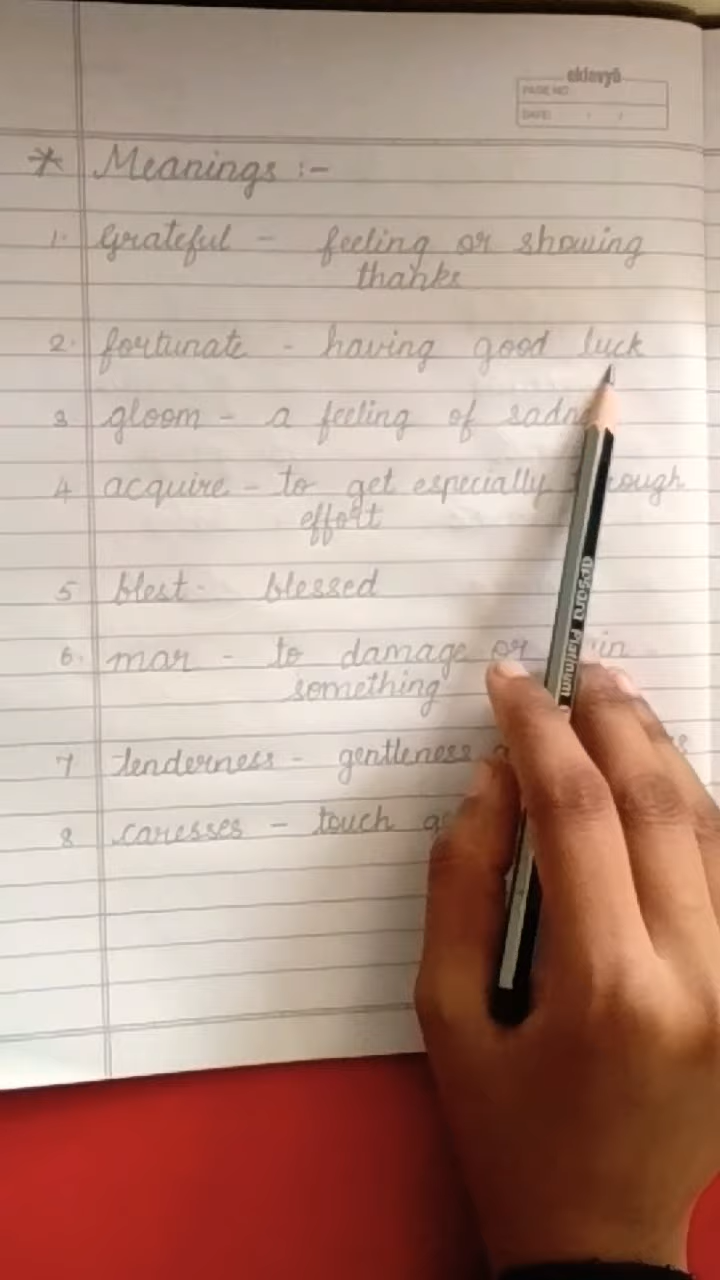 eklavya
PAGE NO:
DATE: / /
* Meanings :-
1. Grateful - feeling or showing
thanks
2. fortunate - having good luck
3 gloom - a feeling of
4 acquire - to get especially
effort
5 blest - blessed
6. mar - to damage or
something
7 tenderness - gentleness
8 caresses - touch
apsara Platinum